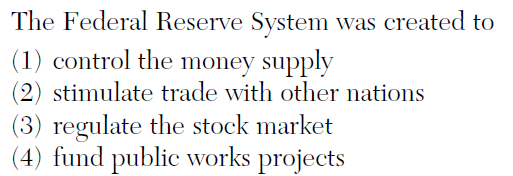 The Federal Reserve System was created to
(1) control the money supply
(2) stimulate trade with other nations
(3) regulate the stock market
(4) fund public works projects